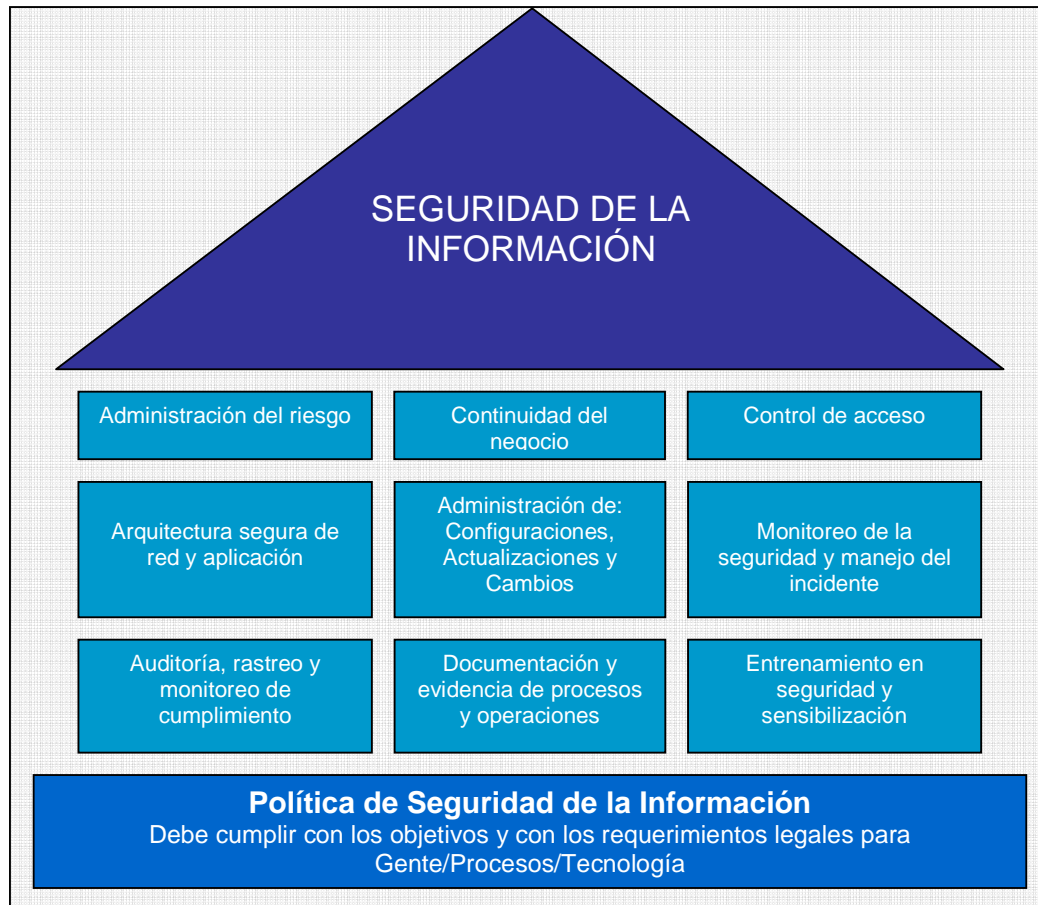 SEGURIDAD DE LA
INFORMACIÓN
Administración del riesgo
Continuidad del
negocio
Control de acceso
Arquitectura segura de
red y aplicación
Administración de:
Configuraciones,
Actualizaciones y
Cambios
Monitoreo de la
seguridad y manejo del
incidente
Auditoría, rastreo y
monitoreo de
cumplimiento
Documentación y
evidencia de procesos
y operaciones
Entrenamiento en
seguridad y
sensibilización
Política de Seguridad de la Información
Debe cumplir con los objetivos y con los requerimientos legales para
Gente/Procesos/Tecnología